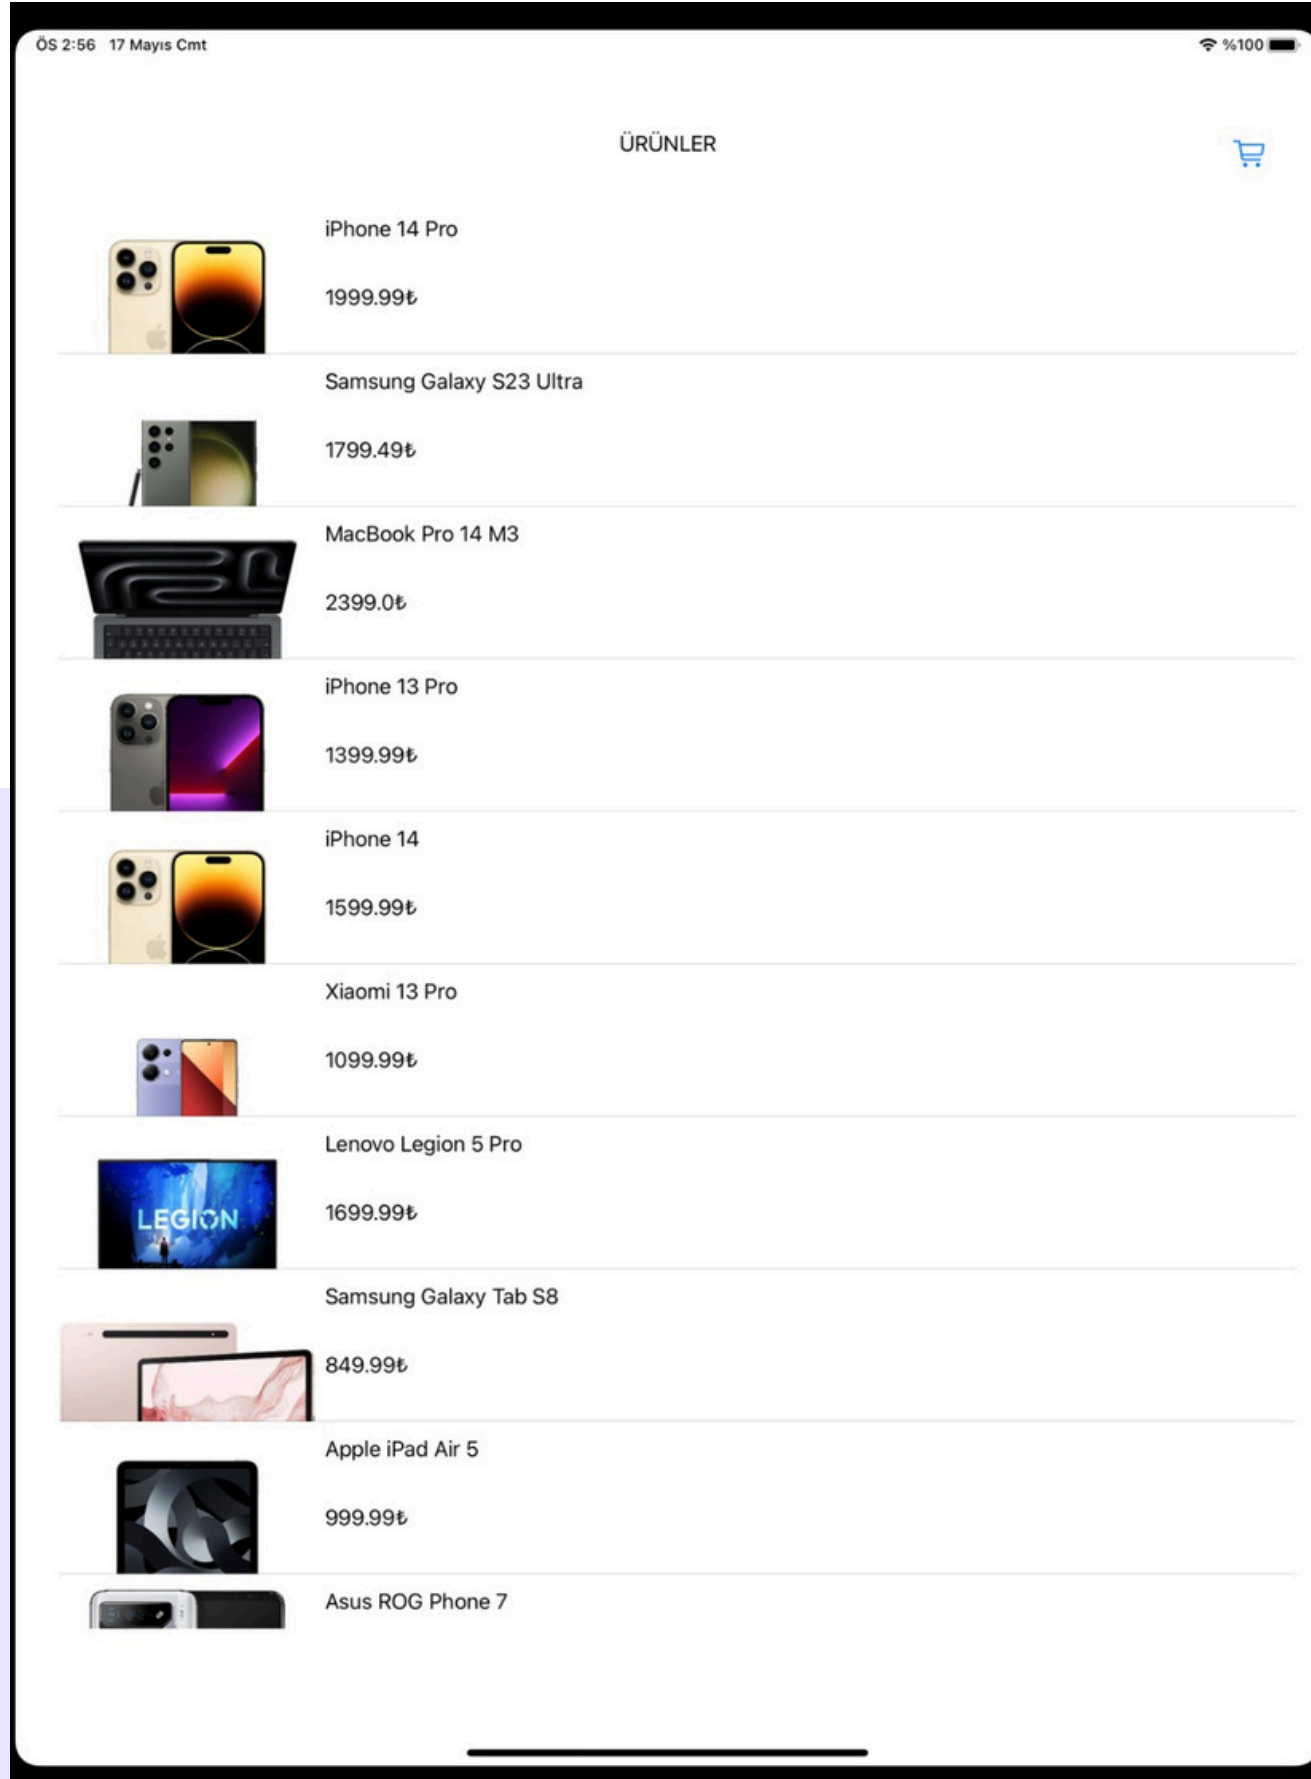 ÖS 2:56 17 Mayıs Cmt
%100
ÜRÜNLER
iPhone 14 Pro
1999.99₺
Samsung Galaxy S23 Ultra
1799.49₺
MacBook Pro 14 M3
2399.0₺
iPhone 13 Pro
1399.99₺
iPhone 14
1599.99₺
Xiaomi 13 Pro
1099.99₺
Lenovo Legion 5 Pro
LEGION
1699.99₺
Samsung Galaxy Tab S8
849.99₺
Apple iPad Air 5
999.99₺
Asus ROG Phone 7